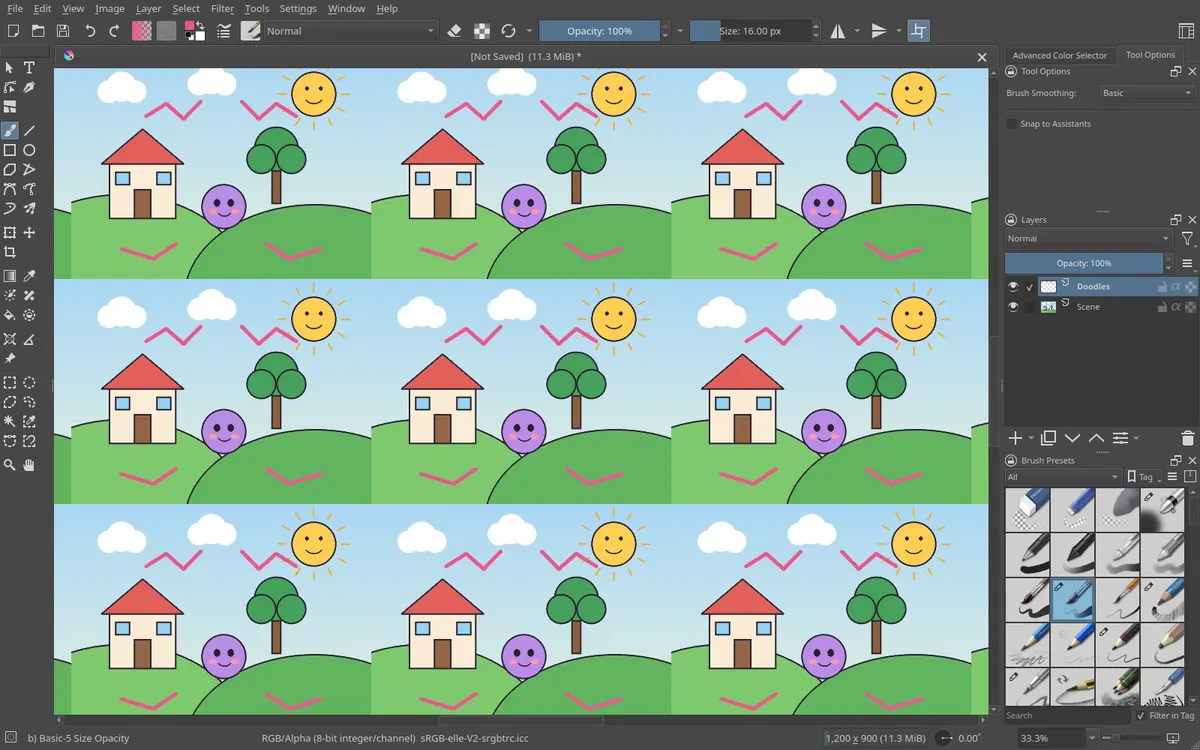 File Edit View Image Layer Select Filter Tools Settings Window Help
Normal
Opacity: 100%
Size: 16.00 px
[Not Saved] (11.3 MiB) *
Advanced Color Selector
Tool Options
Tool Options
Brush Smoothing:
Basic
Snap to Assistants
Layers
Normal
Opacity: 100%
Doodles
Scene
Brush Presets
All
Tag
Search
Filter in Tag
b) Basic-5 Size Opacity
RGB/Alpha (8-bit integer/channel) sRGB-elle-V2-srgbtrc.icc
1,200 x 900 (11.3 MiB)
0.00°
33.3%